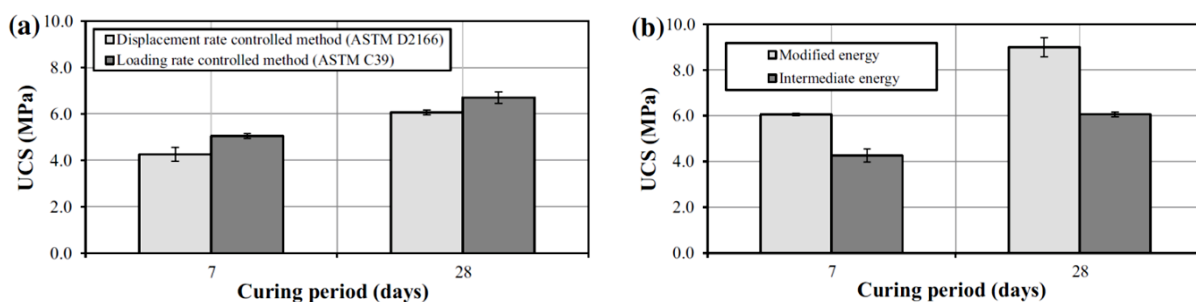 (a)
10.0
8.0
6.0
4.0
2.0
0.0
UCS (MPa)
Displacement rate controlled method (ASTM D2166)
Loading rate controlled method (ASTM C39)
7
28
Curing period (days)
(b)
10.0
8.0
6.0
4.0
2.0
0.0
UCS (MPa)
Modified energy
Intermediate energy
7
28
Curing period (days)